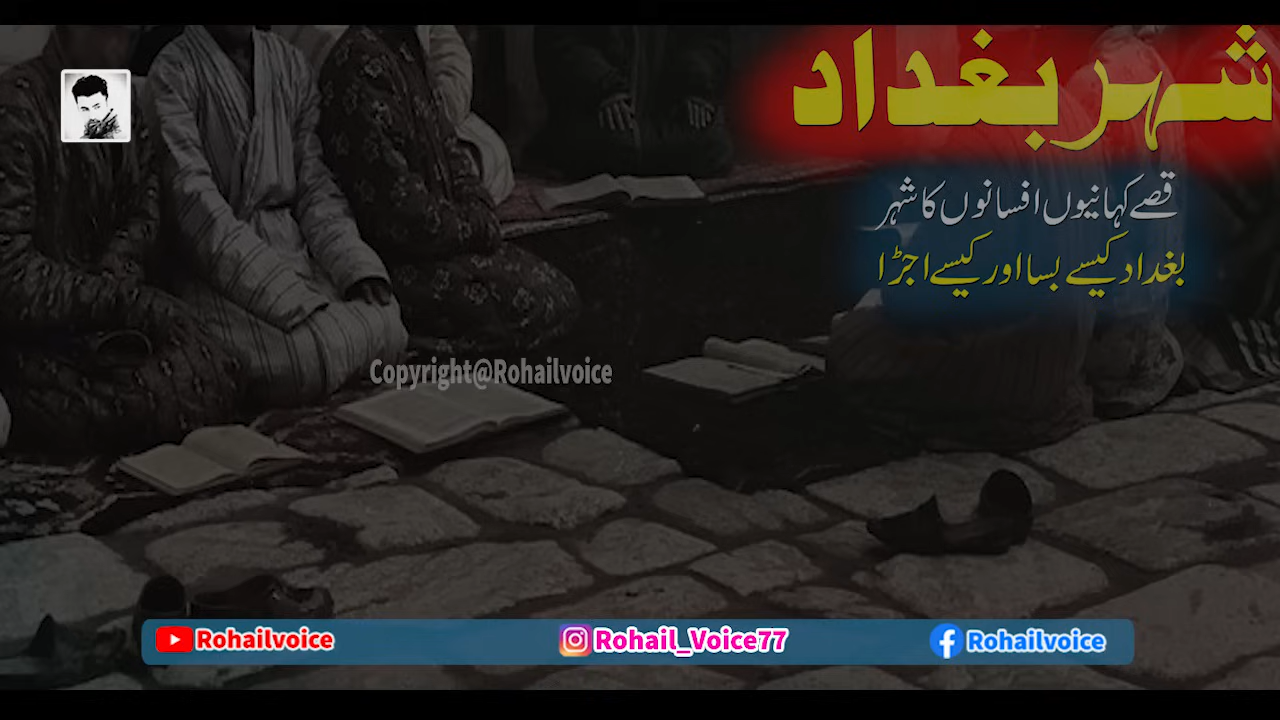 شہر بغداد
قصے کہانیوں افسانوں کا شہر
بغداد کیسے بسا اور کیسے اجڑا
Copyright@Rohailvoice
Rohailvoice
Rohail_Voice77
Rohailvoice